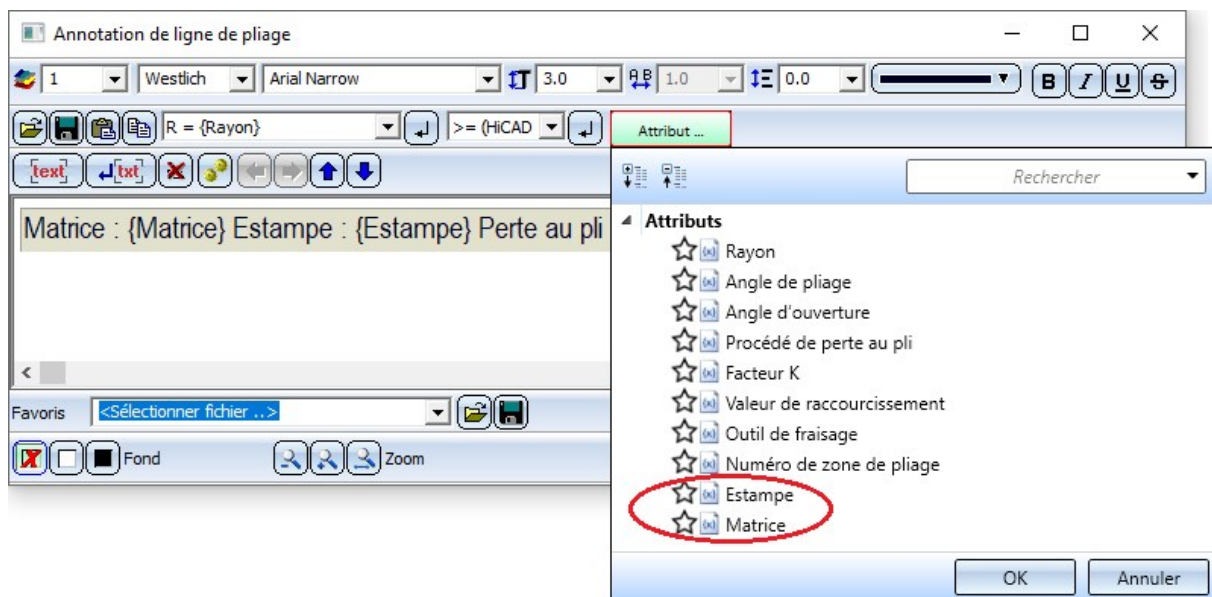 Annotation de ligne de pliage
1 Westlich Arial Narrow 3.0 AB 1.0 0.0 B I U S
R = {Rayon} >= (HiCAD Attribut ...
[text] [txt]
Rechercher
Matrice : {Matrice} Estampe : {Estampe} Perte au pli
Attributs
Rayon
Angle de pliage
Angle d'ouverture
Procédé de perte au pli
Facteur K
Valeur de raccourcissement
Outil de fraisage
Numéro de zone de pliage
Estampe
Matrice
Favoris <Sélectionner fichier ..>
Fond Zoom
OK Annuler